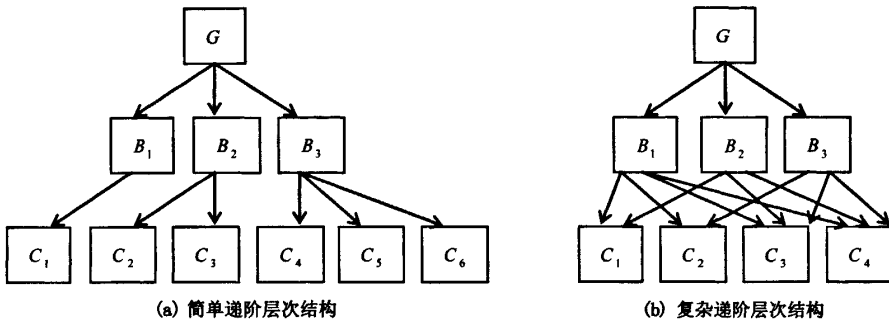 G
G
B₁ B₂ B₃
B₁ B₂ B₃
C₁ C₂ C₃ C₄ C₅ C₆
C₁ C₂ C₃ C₄
(a) 简单递阶层次结构
(b) 复杂递阶层次结构